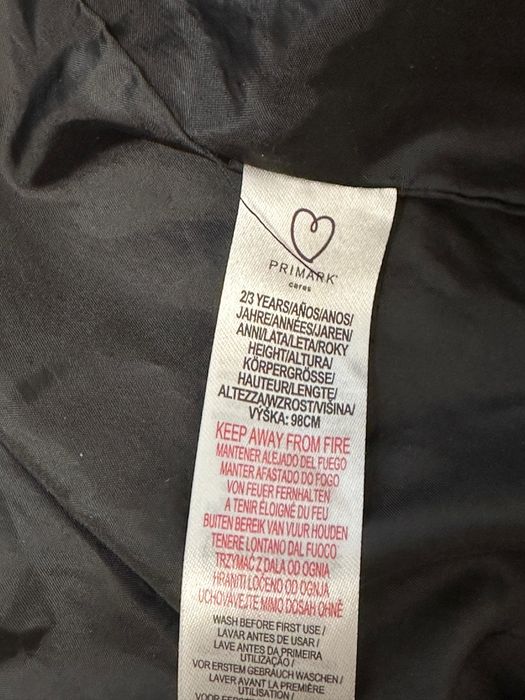 PRIMARK®
cares
2/3 YEARS/AÑOS/ANOS/
JAHRE/ANNÉES/JAREN/
ANNI/LATA/LETA/ROKY
HEIGHT/ALTURA/
KÖRPERGRÖSSE/
HAUTEUR/LENGTE/
ALTEZZA/WZROST/VIŠINA/
VÝŠKA: 98CM
KEEP AWAY FROM FIRE
MANTENER ALEJADO DEL FUEGO
MANTER AFASTADO DO FOGO
VON FEUER FERNHALTEN
A TENIR ÉLOIGNÉ DU FEU
BUITEN BEREIK VAN VUUR HOUDEN
TENERE LONTANO DAL FUOCO
TRZYMAĆ Z DALA OD OGNIA
HRANITI LOČENO OD OGNJA
UCHOVÁVEJTE MIMO DOSAH OHNĚ
WASH BEFORE FIRST USE /
LAVAR ANTES DE USAR /
LAVE ANTES DA PRIMEIRA
UTILIZAÇÃO /
VOR ERSTEM GEBRAUCH WASCHEN /
LAVER AVANT LA PREMIÈRE
UTILISATION /